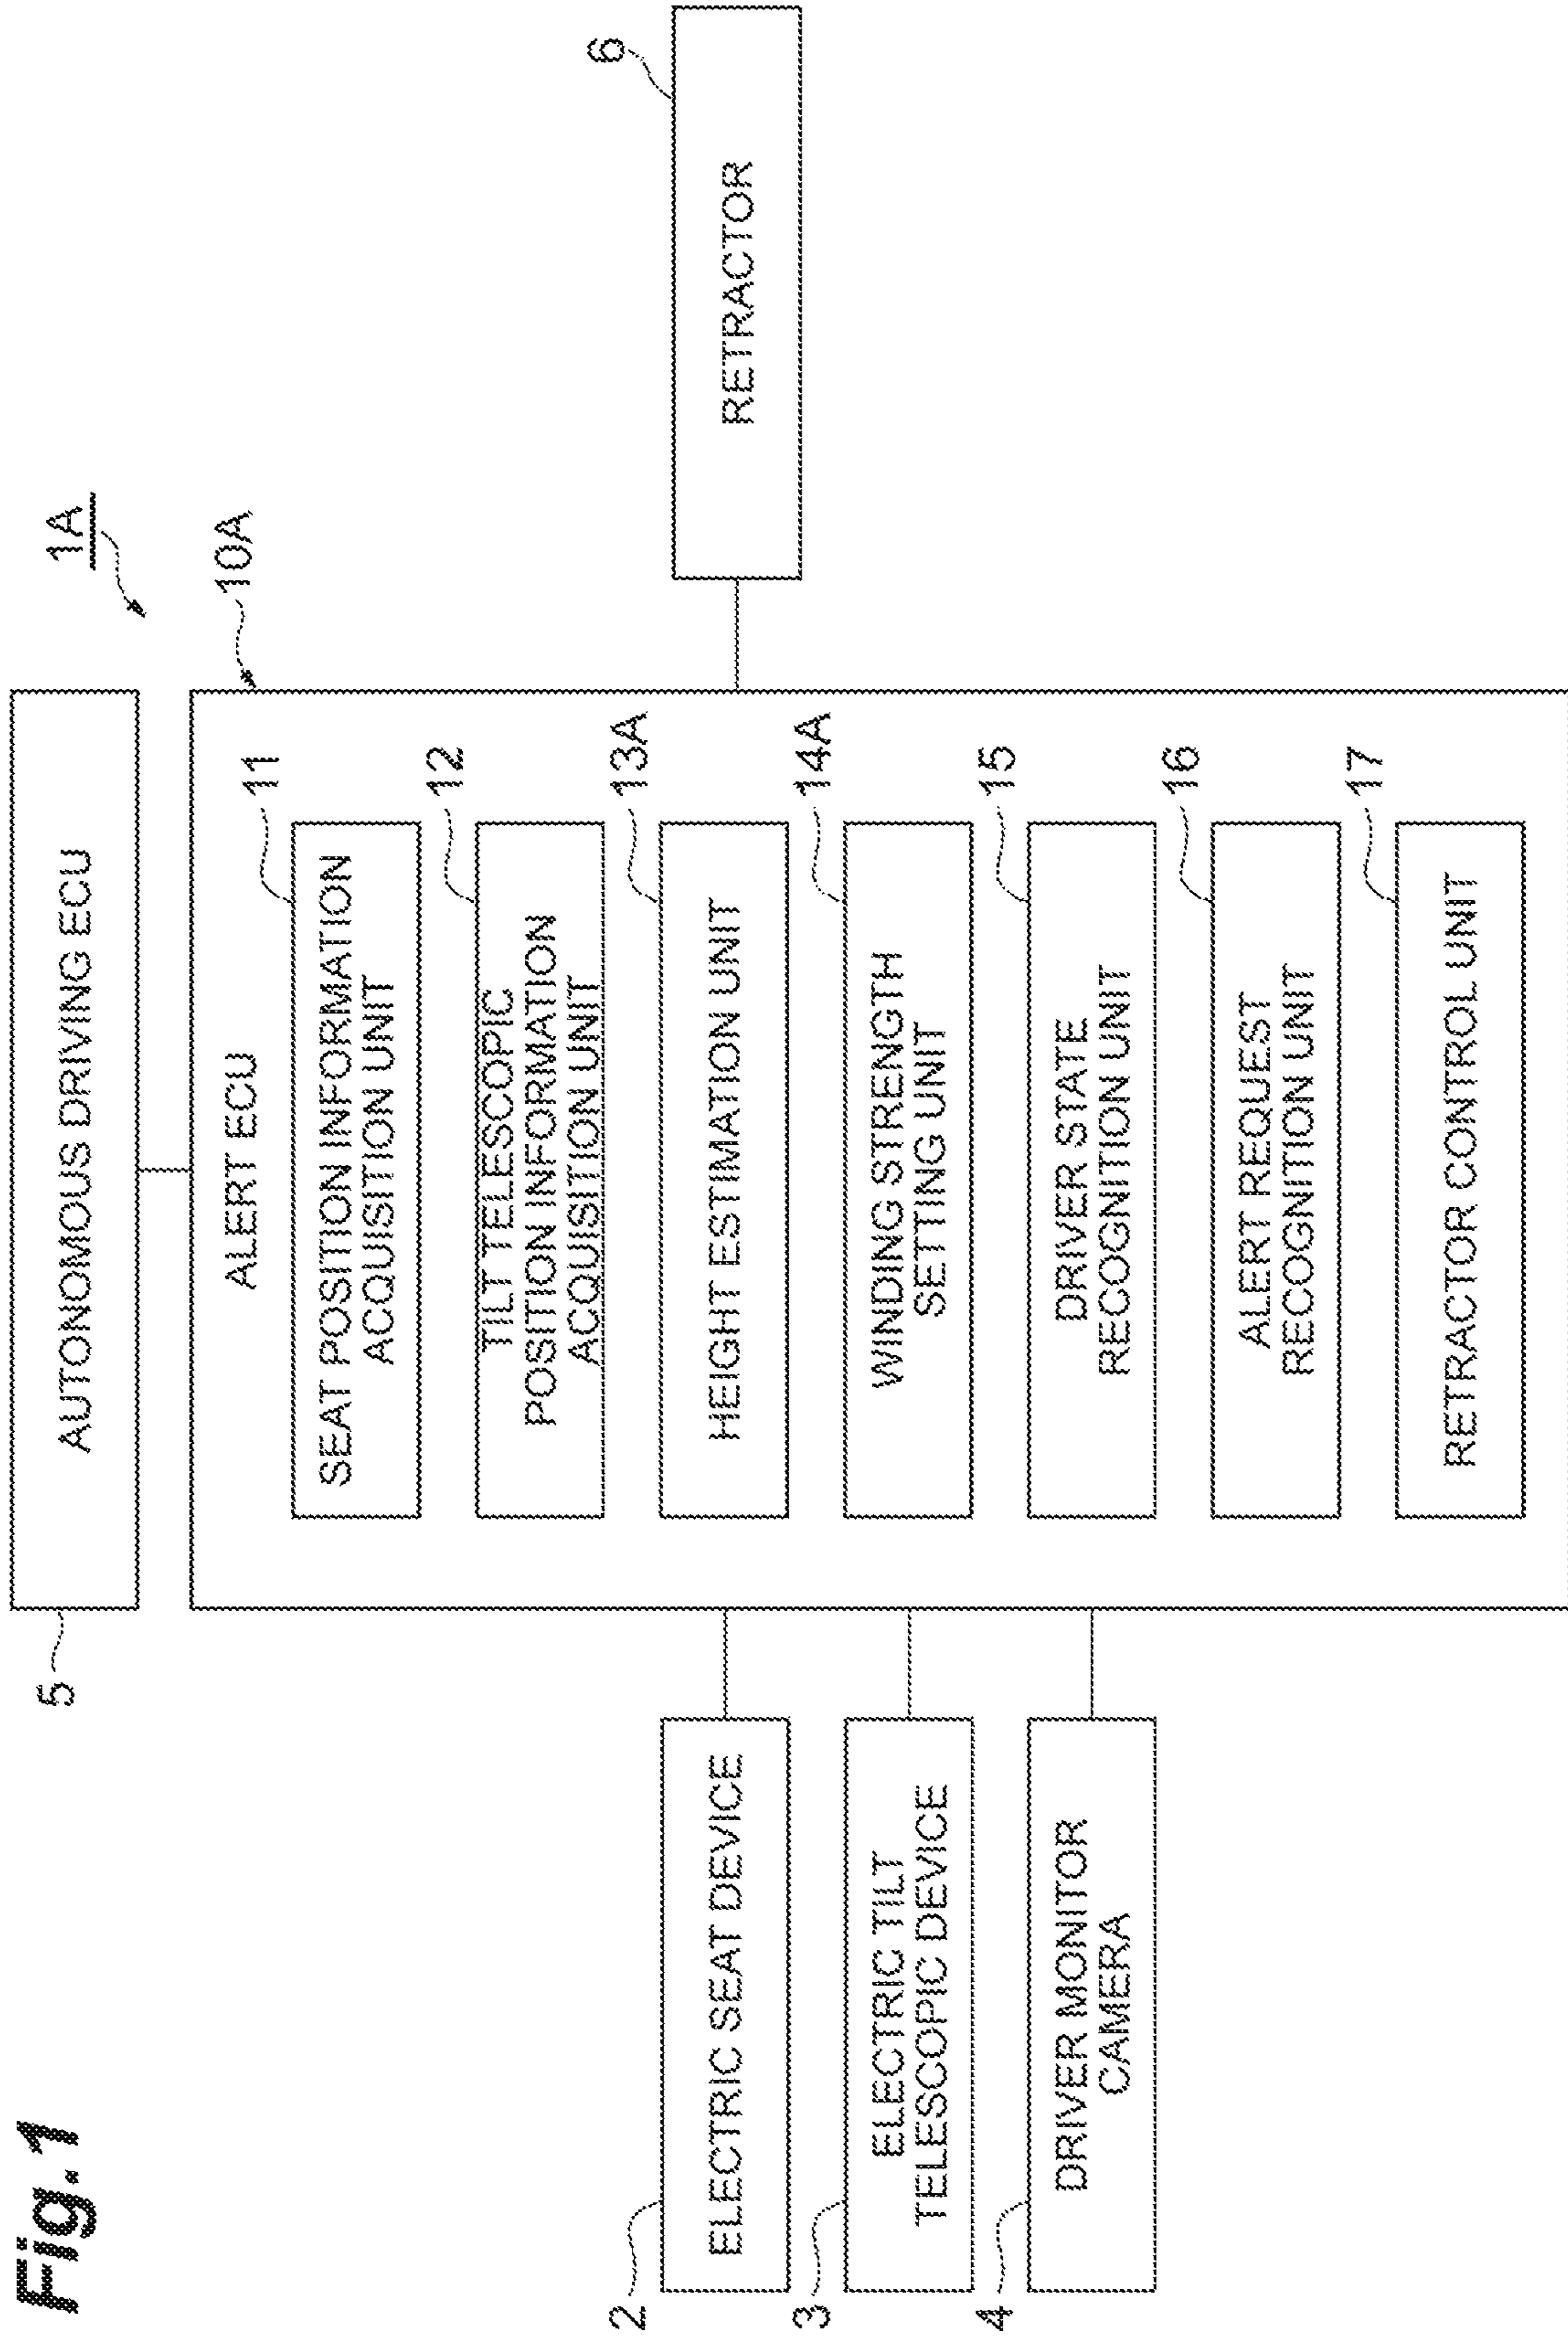 Fig.1
1A
5
AUTONOMOUS DRIVING ECU
10A
ALERT ECU
11
SEAT POSITION INFORMATION
ACQUISITION UNIT
12
TILT TELESCOPIC
POSITION INFORMATION
ACQUISITION UNIT
13A
HEIGHT ESTIMATION UNIT
14A
WINDING STRENGTH
SETTING UNIT
15
DRIVER STATE
RECOGNITION UNIT
16
ALERT REQUEST
RECOGNITION UNIT
17
RETRACTOR CONTROL UNIT
2
ELECTRIC SEAT DEVICE
3
ELECTRIC TILT
TELESCOPIC DEVICE
4
DRIVER MONITOR
CAMERA
6
RETRACTOR